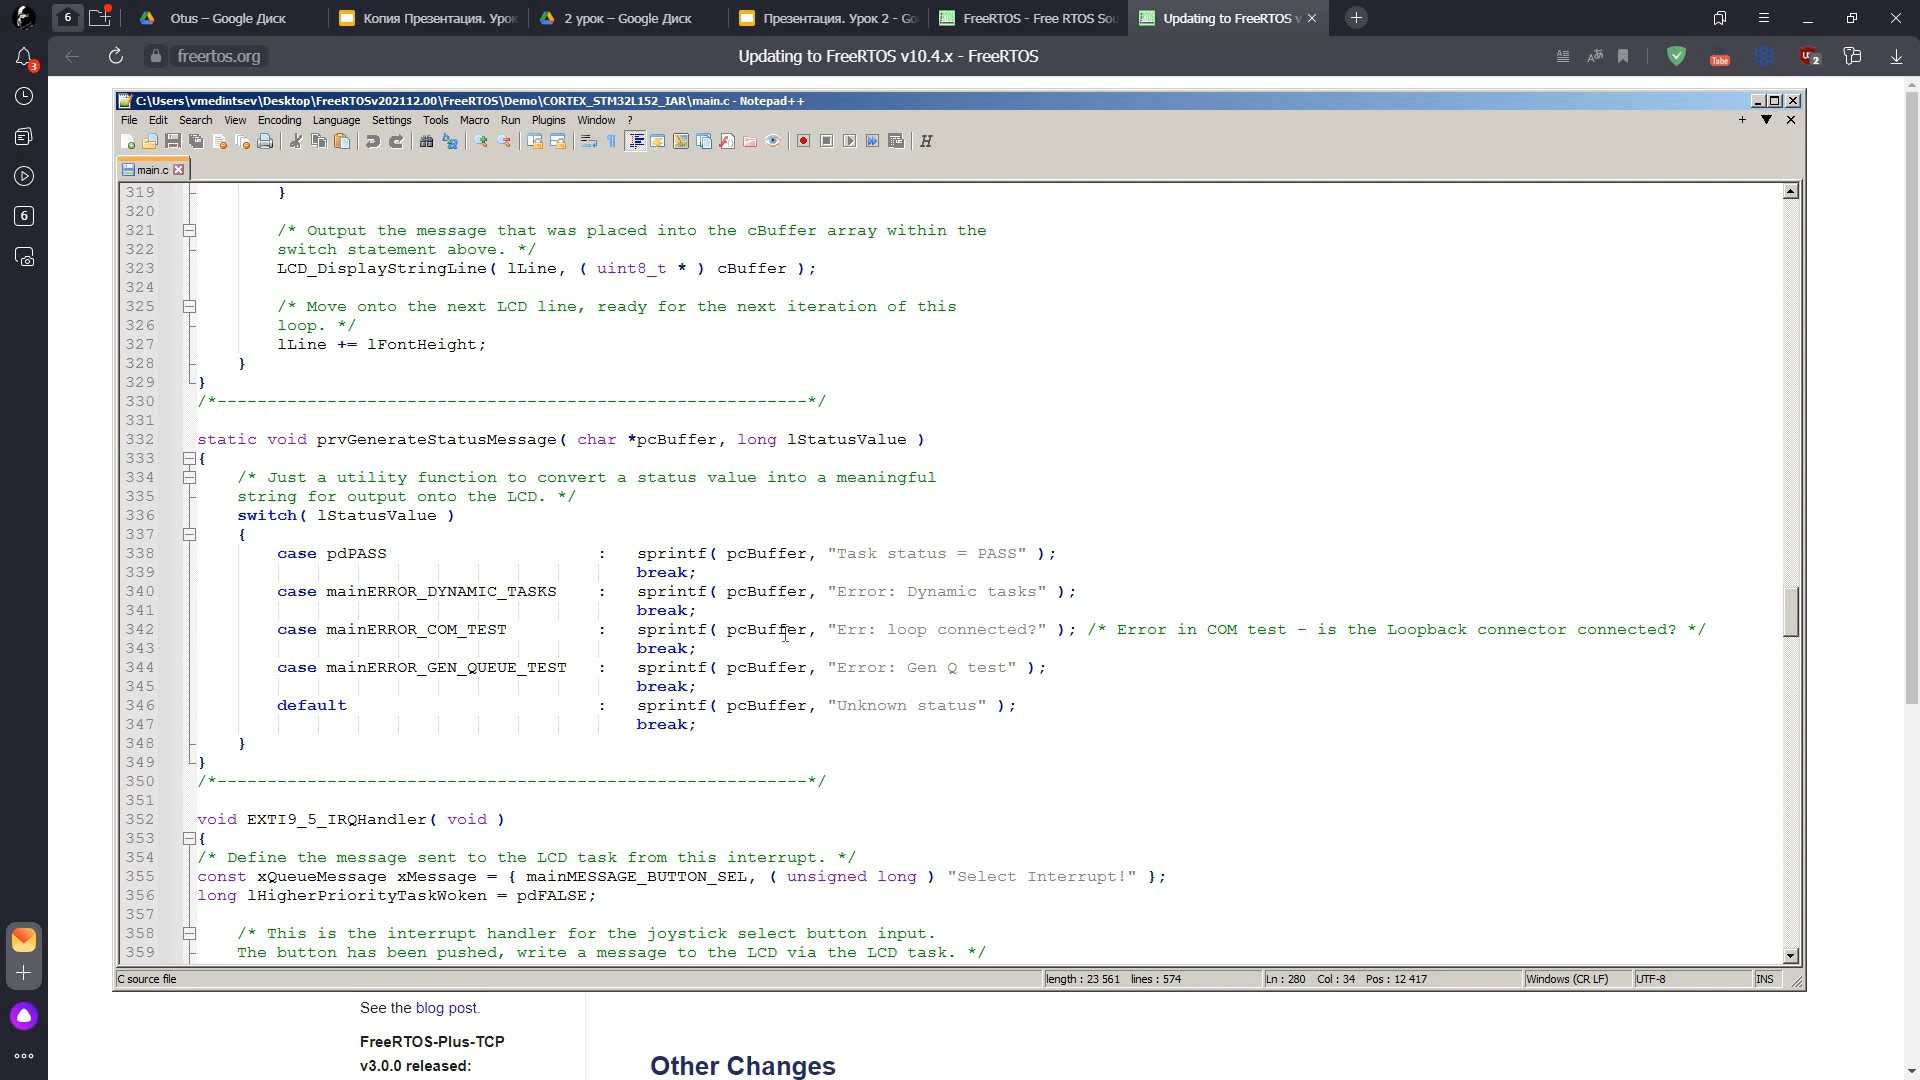 Otus – Google Диск
Копия Презентация. Урок
2 урок – Google Диск
Презентация. Урок 2 - Go
FreeRTOS - Free RTOS Sou
Updating to FreeRTOS v
freertos.org
Updating to FreeRTOS v10.4.x - FreeRTOS
C:\Users\vmedintsev\Desktop\FreeRTOSv202112.00\FreeRTOS\Demo\CORTEX_STM32L152_IAR\main.c - Notepad++
File Edit Search View Encoding Language Settings Tools Macro Run Plugins Window ?
main.c
319 }
320
321 /* Output the message that was placed into the cBuffer array within the
322 switch statement above. */
323 LCD_DisplayStringLine( lLine, ( uint8_t * ) cBuffer );
324
325 /* Move onto the next LCD line, ready for the next iteration of this
326 loop. */
327 lLine += lFontHeight;
328 }
329 }
330 /*-----------------------------------------------------------*/
331
332 static void prvGenerateStatusMessage( char *pcBuffer, long lStatusValue )
333 {
334 /* Just a utility function to convert a status value into a meaningful
335 string for output onto the LCD. */
336 switch( lStatusValue )
337 {
338 case pdPASS : sprintf( pcBuffer, "Task status = PASS" );
339 break;
340 case mainERROR_DYNAMIC_TASKS : sprintf( pcBuffer, "Error: Dynamic tasks" );
341 break;
342 case mainERROR_COM_TEST : sprintf( pcBuffer, "Err: loop connected?" ); /* Error in COM test - is the Loopback connector connected? */
343 break;
344 case mainERROR_GEN_QUEUE_TEST : sprintf( pcBuffer, "Error: Gen Q test" );
345 break;
346 default : sprintf( pcBuffer, "Unknown status" );
347 break;
348 }
349 }
350 /*-----------------------------------------------------------*/
351
352 void EXTI9_5_IRQHandler( void )
353 {
354 /* Define the message sent to the LCD task from this interrupt. */
355 const xQueueMessage xMessage = { mainMESSAGE_BUTTON_SEL, ( unsigned long ) "Select Interrupt!" };
356 long lHigherPriorityTaskWoken = pdFALSE;
357
358 /* This is the interrupt handler for the joystick select button input.
359 The button has been pushed, write a message to the LCD via the LCD task. */
C source file length : 23 561 lines : 574 Ln : 280 Col : 34 Pos : 12 417 Windows (CR LF) UTF-8 INS
See the blog post.
FreeRTOS-Plus-TCP
v3.0.0 released:
Other Changes